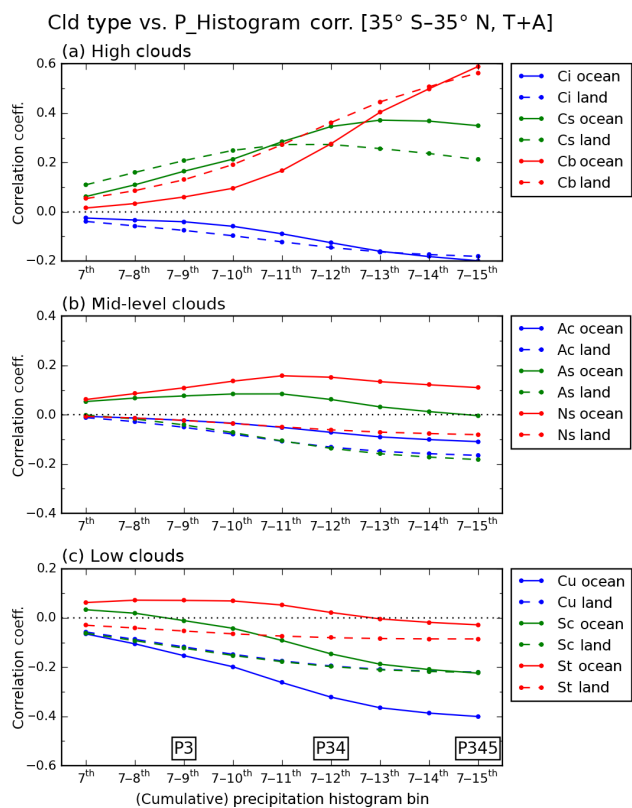 Cld type vs. P_Histogram corr. [35° S–35° N, T+A]
(a) High clouds
Correlation coeff.
0.6
0.4
0.2
0.0
−0.2
7th 7–8th 7–9th 7–10th 7–11th 7–12th 7–13th 7–14th 7–15th
Ci ocean
Ci land
Cs ocean
Cs land
Cb ocean
Cb land
(b) Mid-level clouds
Correlation coeff.
0.4
0.2
0.0
−0.2
−0.4
7th 7–8th 7–9th 7–10th 7–11th 7–12th 7–13th 7–14th 7–15th
Ac ocean
Ac land
As ocean
As land
Ns ocean
Ns land
(c) Low clouds
Correlation coeff.
0.2
0.0
−0.2
−0.4
−0.6
P3 P34 P345
7th 7–8th 7–9th 7–10th 7–11th 7–12th 7–13th 7–14th 7–15th
(Cumulative) precipitation histogram bin
Cu ocean
Cu land
Sc ocean
Sc land
St ocean
St land